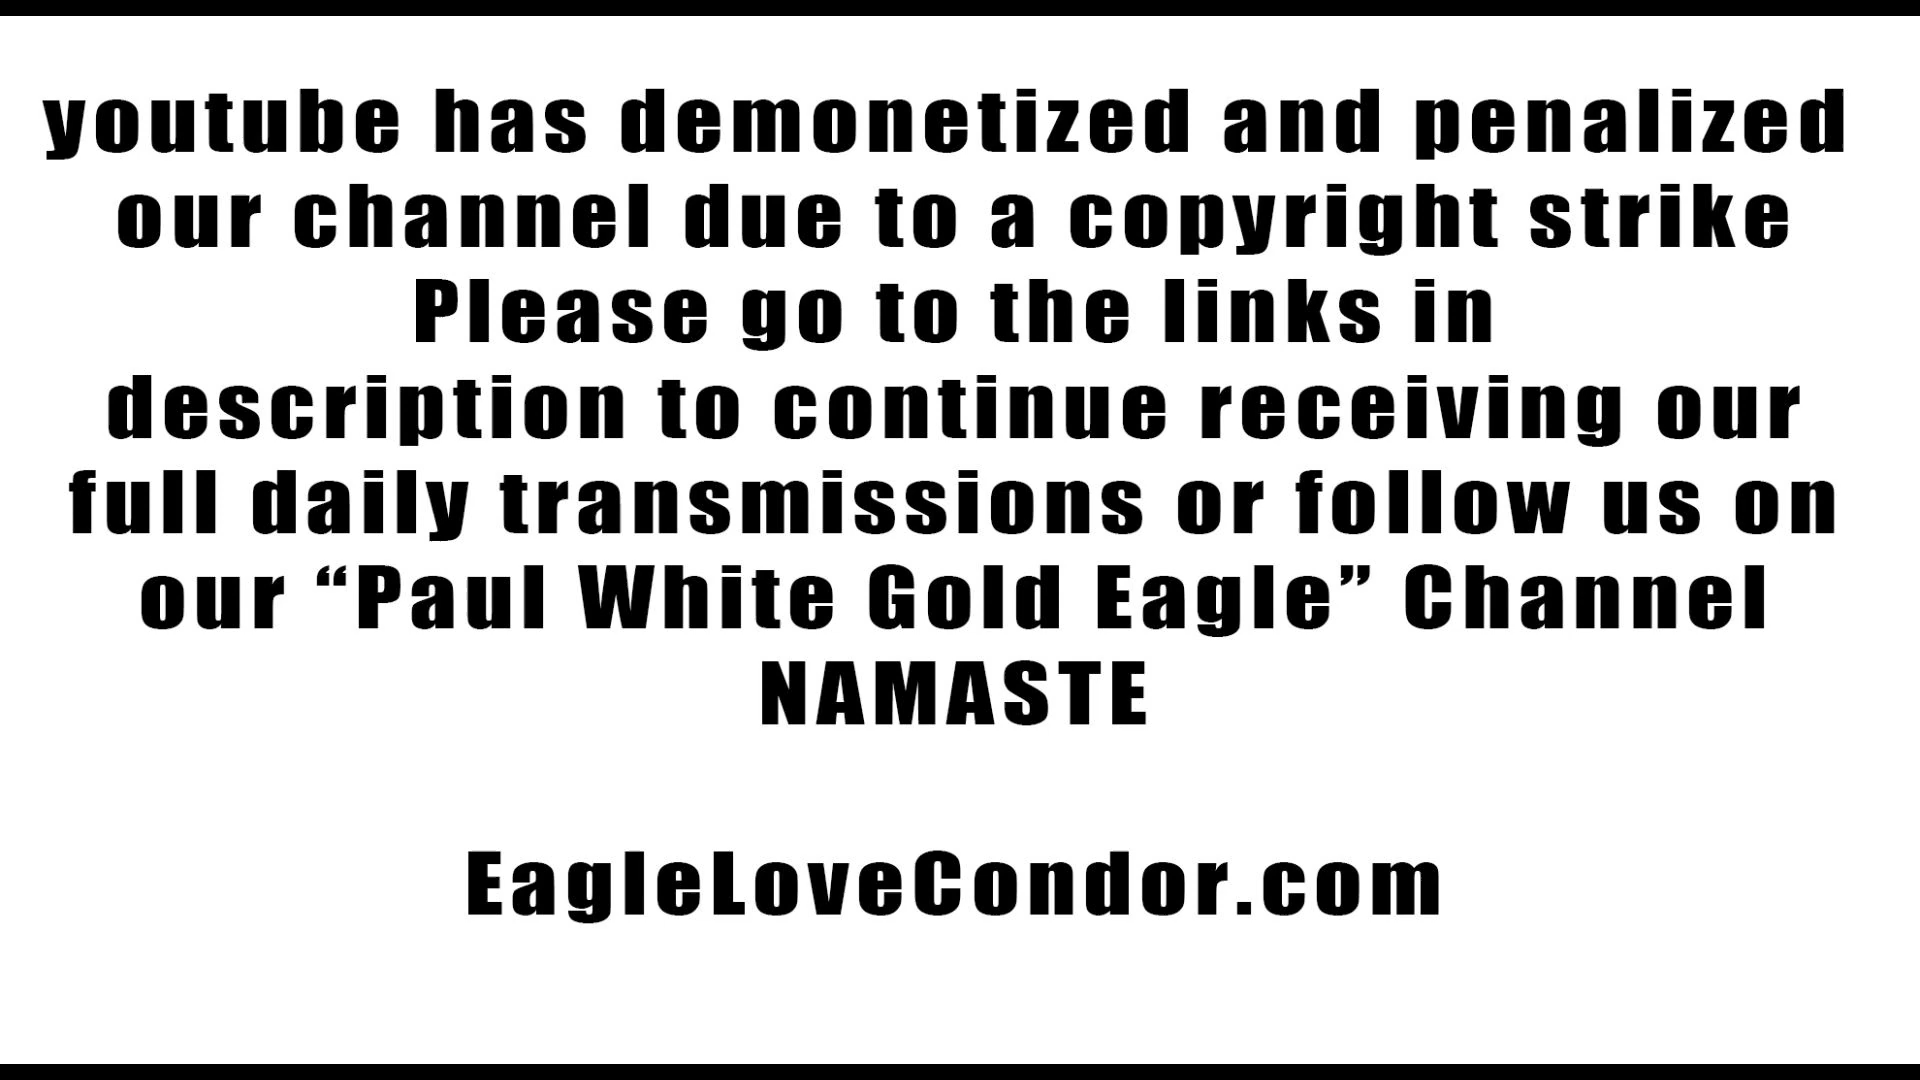 youtube has demonetized and penalized
our channel due to a copyright strike
Please go to the links in
description to continue receiving our
full daily transmissions or follow us on
our “Paul White Gold Eagle” Channel
NAMASTE
EagleLoveCondor.com